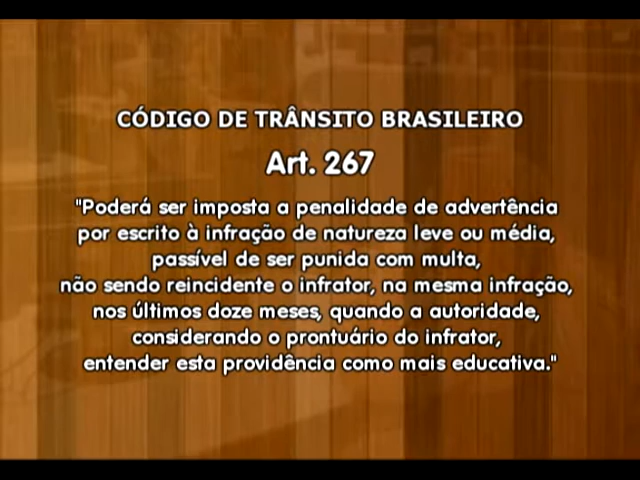 CÓDIGO DE TRÂNSITO BRASILEIRO
Art. 267
"Poderá ser imposta a penalidade de advertência
por escrito à infração de natureza leve ou média,
passível de ser punida com multa,
não sendo reincidente o infrator, na mesma infração,
nos últimos doze meses, quando a autoridade,
considerando o prontuário do infrator,
entender esta providência como mais educativa."